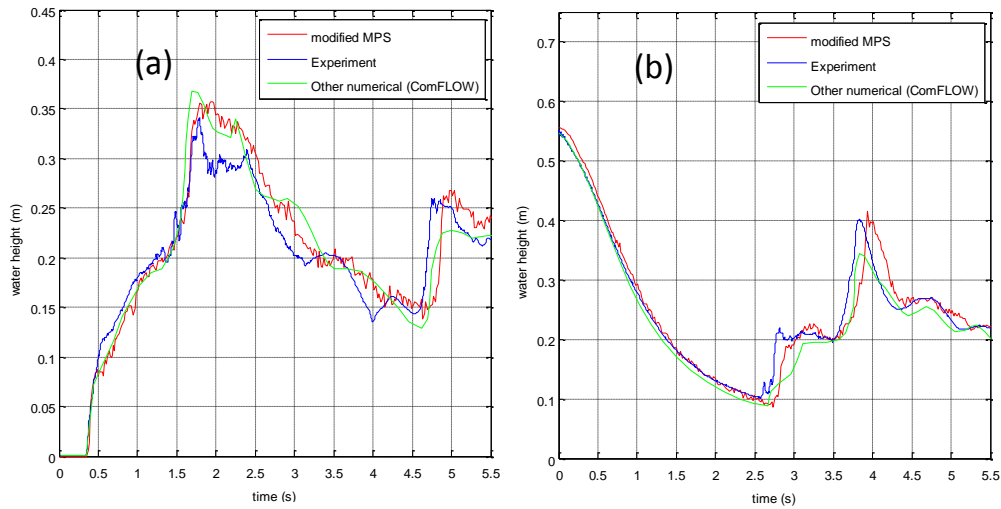 (a)
modified MPS
Experiment
Other numerical (ComFLOW)
water height (m)
0.45
0.4
0.35
0.3
0.25
0.2
0.15
0.1
0.05
0
0 0.5 1 1.5 2 2.5 3 3.5 4 4.5 5 5.5
time (s)
(b)
modified MPS
Experiment
Other numerical (ComFLOW)
water height (m)
0.7
0.6
0.5
0.4
0.3
0.2
0.1
0
0 0.5 1 1.5 2 2.5 3 3.5 4 4.5 5 5.5
time (s)